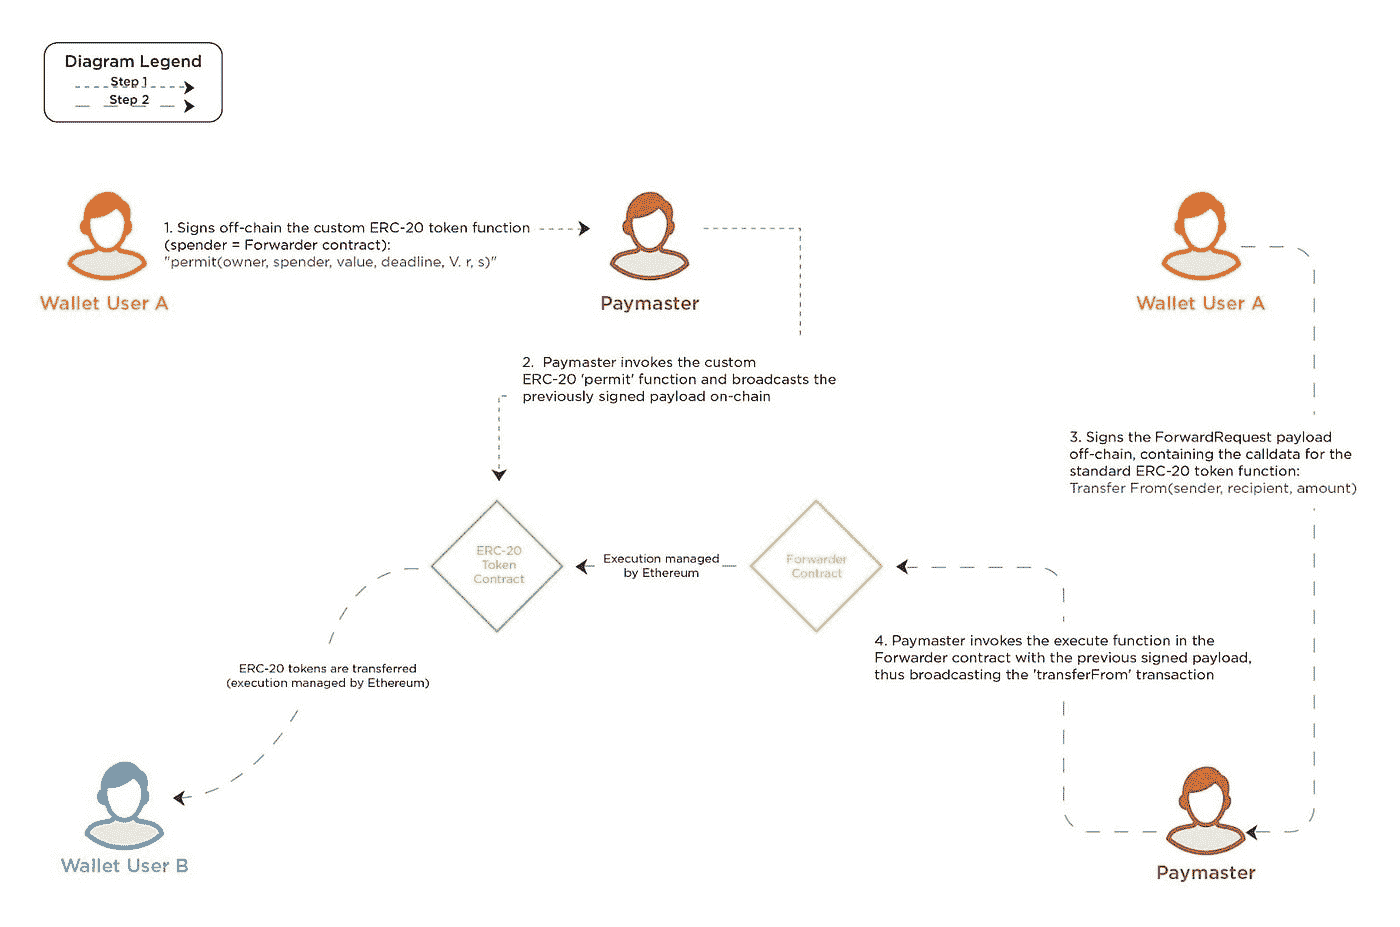 Diagram Legend
Step 1
Step 2
1. Signs off-chain the custom ERC-20 token function
(spender = Forwarder contract):
"permit(owner, spender, value, deadline, V. r, s)"
Wallet User A
Paymaster
Wallet User A
2. Paymaster invokes the custom
ERC-20 'permit' function and broadcasts the
previously signed payload on-chain
3. Signs the ForwardRequest payload
off-chain, containing the calldata for the
standard ERC-20 token function:
Transfer From(sender, recipient, amount)
ERC-20
Token
Contract
Execution managed
by Ethereum
Forwarder
Contract
4. Paymaster invokes the execute function in the
Forwarder contract with the previous signed payload,
thus broadcasting the 'transferFrom' transaction
ERC-20 tokens are transferred
(execution managed by Ethereum)
Wallet User B
Paymaster